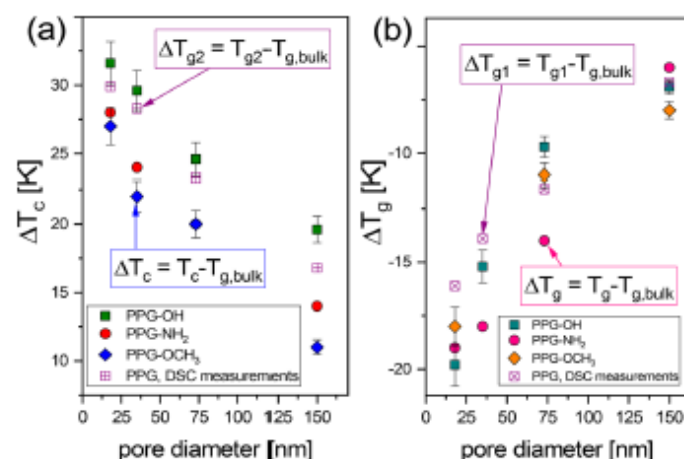 (a)
ΔT_g2 = T_g2-T_g,bulk
ΔT_c = T_c-T_g,bulk
PPG-OH
PPG-NH₂
PPG-OCH₃
PPG, DSC measurements
ΔT_c [K]
30
25
20
15
10
0 25 50 75 100 125 150
pore diameter [nm]
(b)
ΔT_g1 = T_g1-T_g,bulk
ΔT_g = T_g-T_g,bulk
PPG-OH
PPG-NH₂
PPG-OCH₃
PPG, DSC measurements
ΔT_g [K]
-10
-15
-20
0 25 50 75 100 125 150
pore diameter [nm]